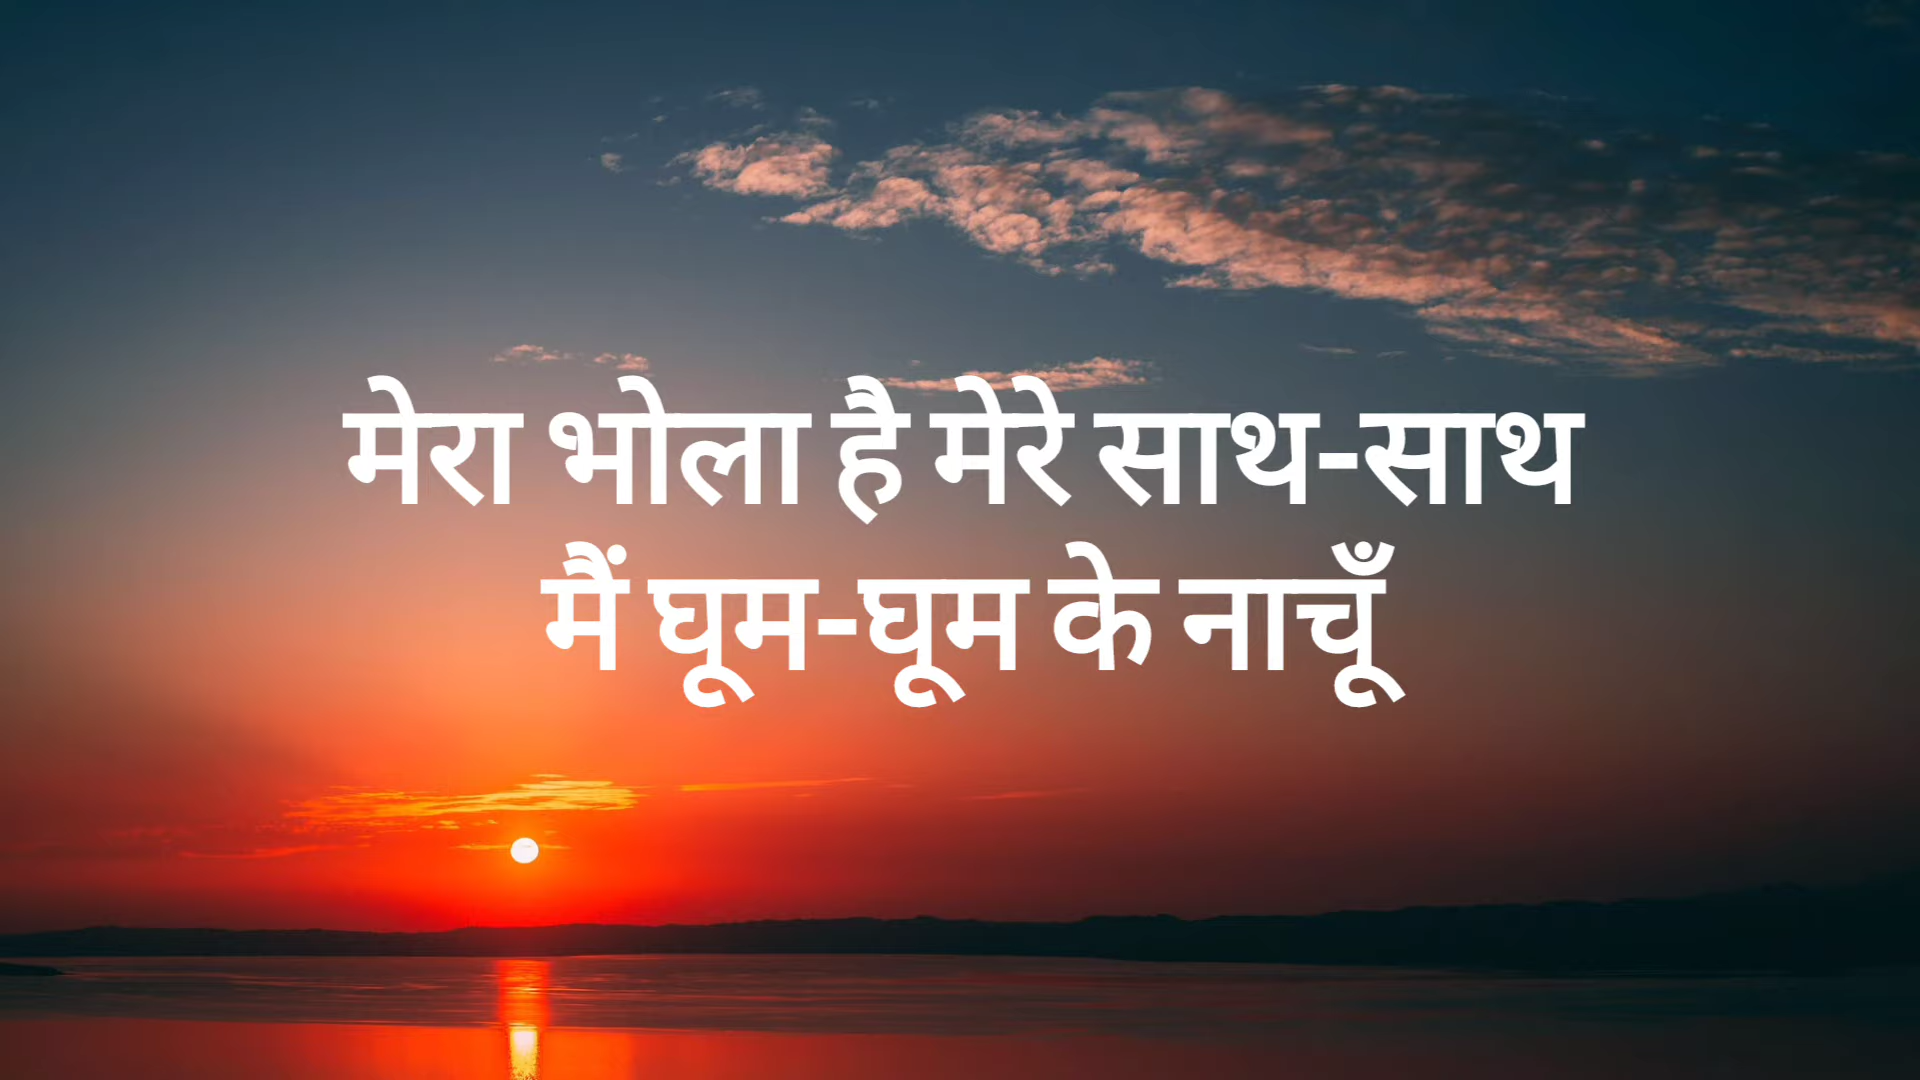 मेरा भोला है मेरे साथ-साथ
मैं घूम-घूम के नाचूँ